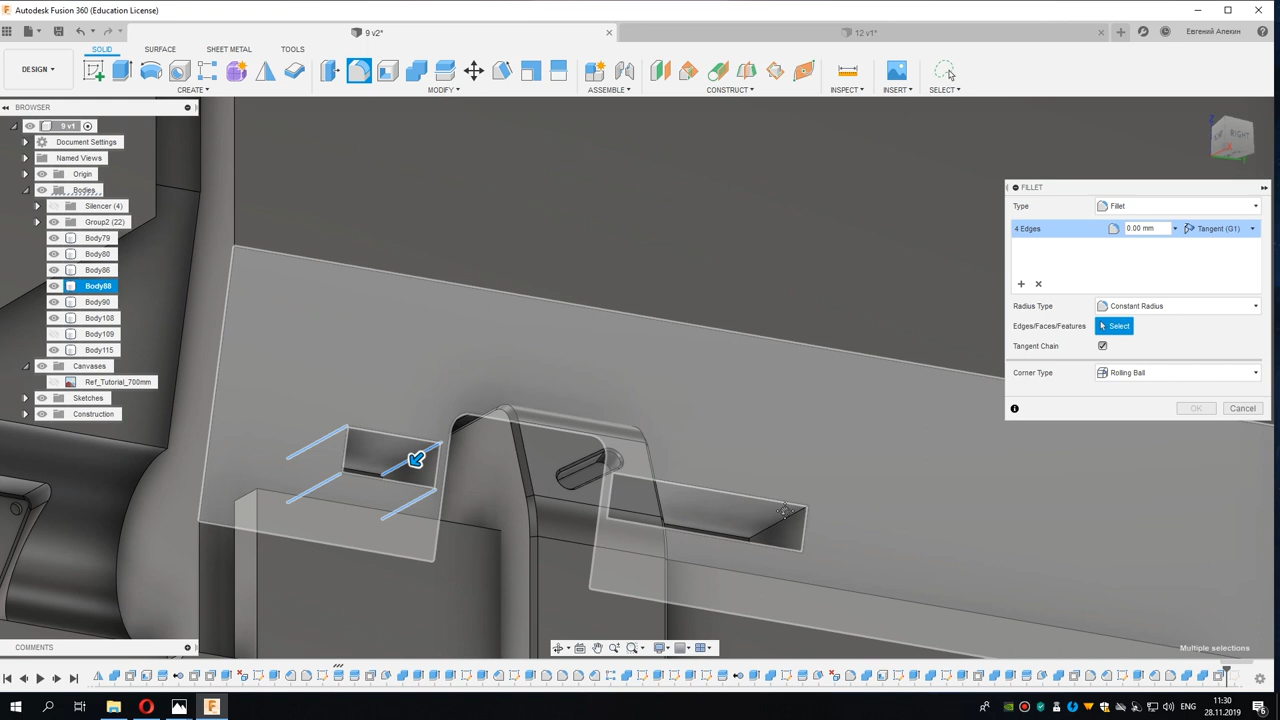 Autodesk Fusion 360 (Education License)
9 v2*
12 v1*
Евгений Апекин
DESIGN
SOLID
SURFACE
SHEET METAL
TOOLS
CREATE
MODIFY
ASSEMBLE
CONSTRUCT
INSPECT
INSERT
SELECT
BROWSER
9 v1
Document Settings
Named Views
Origin
Bodies
Silencer (4)
Group2 (22)
Body79
Body80
Body86
Body88
Body90
Body108
Body109
Body115
Canvases
Ref_Tutorial_700mm
Sketches
Construction
Z
RIGHT
FILLET
Type
Fillet
4 Edges
0.00 mm
Tangent (G1)
Radius Type
Constant Radius
Edges/Faces/Features
Select
Tangent Chain
Corner Type
Rolling Ball
OK
Cancel
COMMENTS
Multiple selections
ENG
11:30
28.11.2019